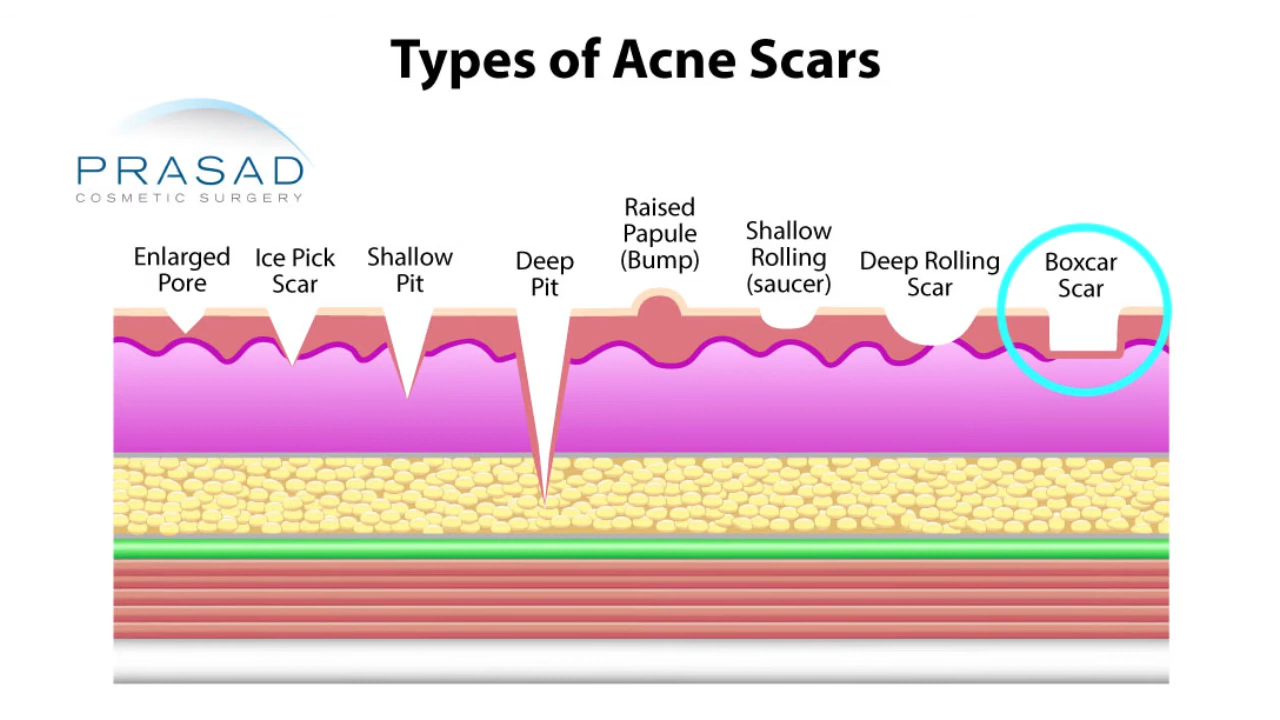 Types of Acne Scars
PRASAD
COSMETIC SURGERY
Enlarged
Pore
Ice Pick
Scar
Shallow
Pit
Deep
Pit
Raised
Papule
(Bump)
Shallow
Rolling
(saucer)
Deep Rolling
Scar
Boxcar
Scar